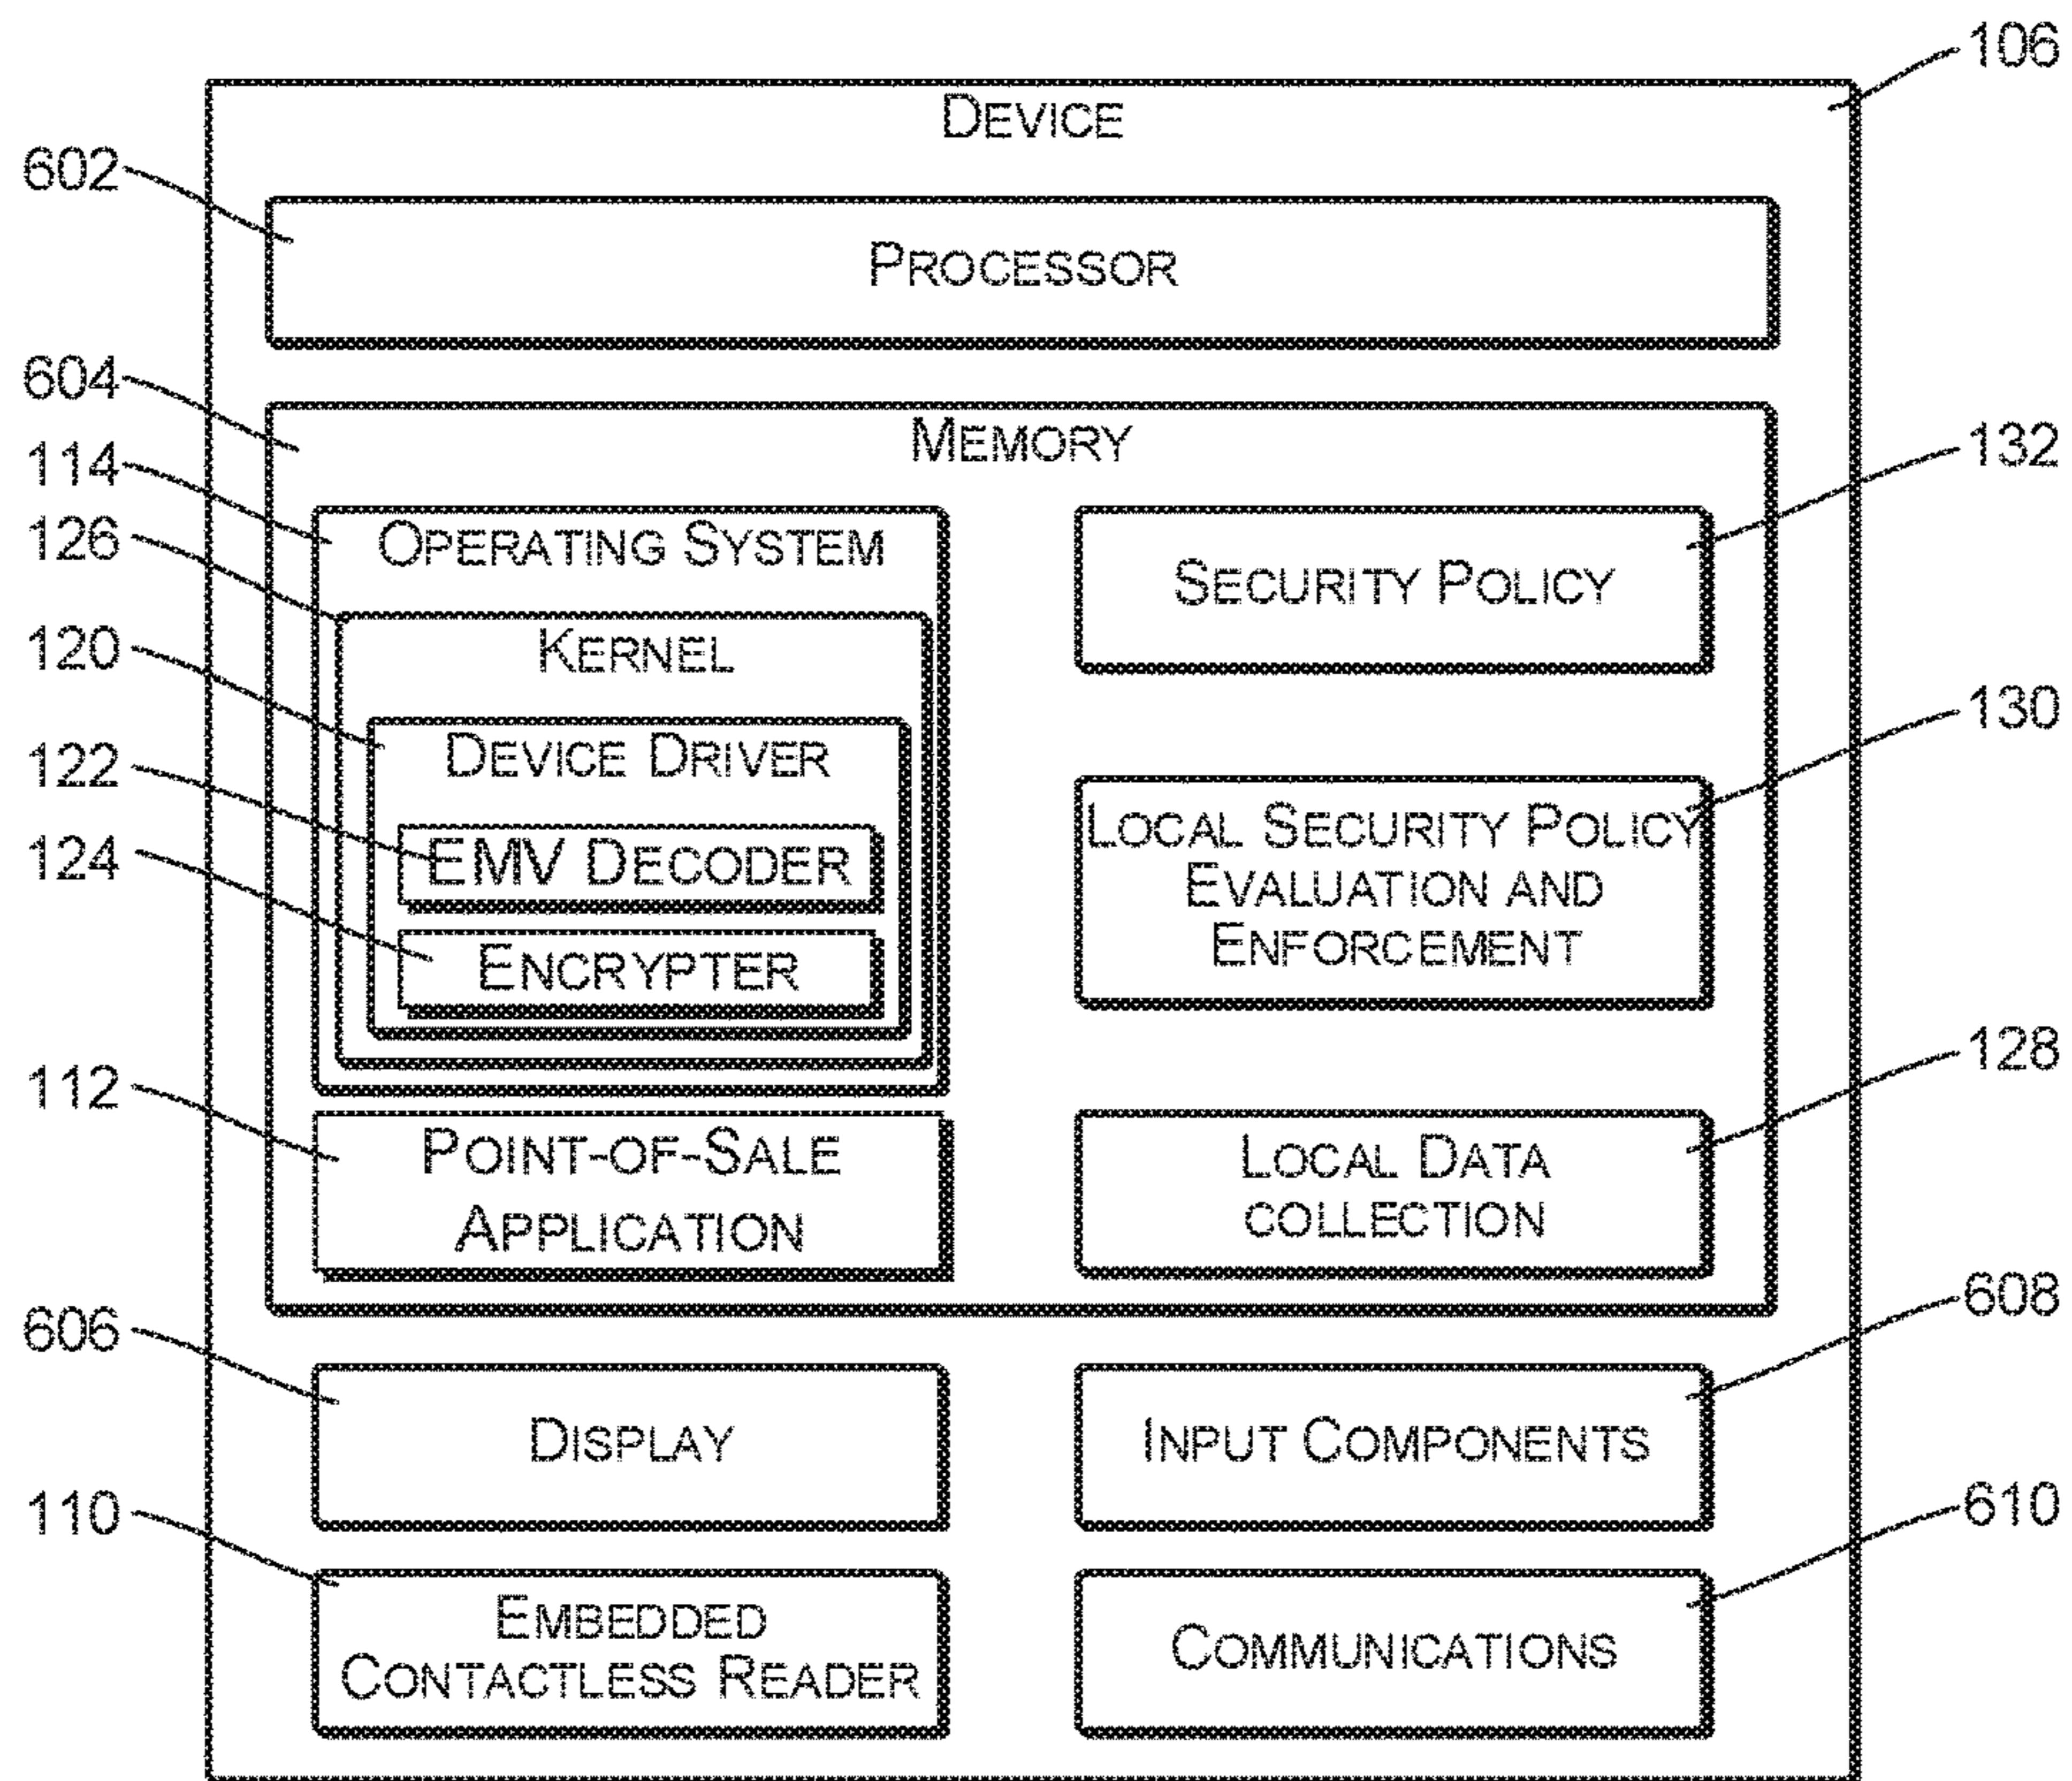 106
DEVICE
602
PROCESSOR
604
MEMORY
114
OPERATING SYSTEM
126
KERNEL
120
DEVICE DRIVER
122
EMV DECODER
124
ENCRYPTER
112
POINT-OF-SALE
APPLICATION
132
SECURITY POLICY
130
LOCAL SECURITY POLICY
EVALUATION AND
ENFORCEMENT
128
LOCAL DATA
COLLECTION
606
DISPLAY
608
INPUT COMPONENTS
110
EMBEDDED
CONTACTLESS READER
610
COMMUNICATIONS